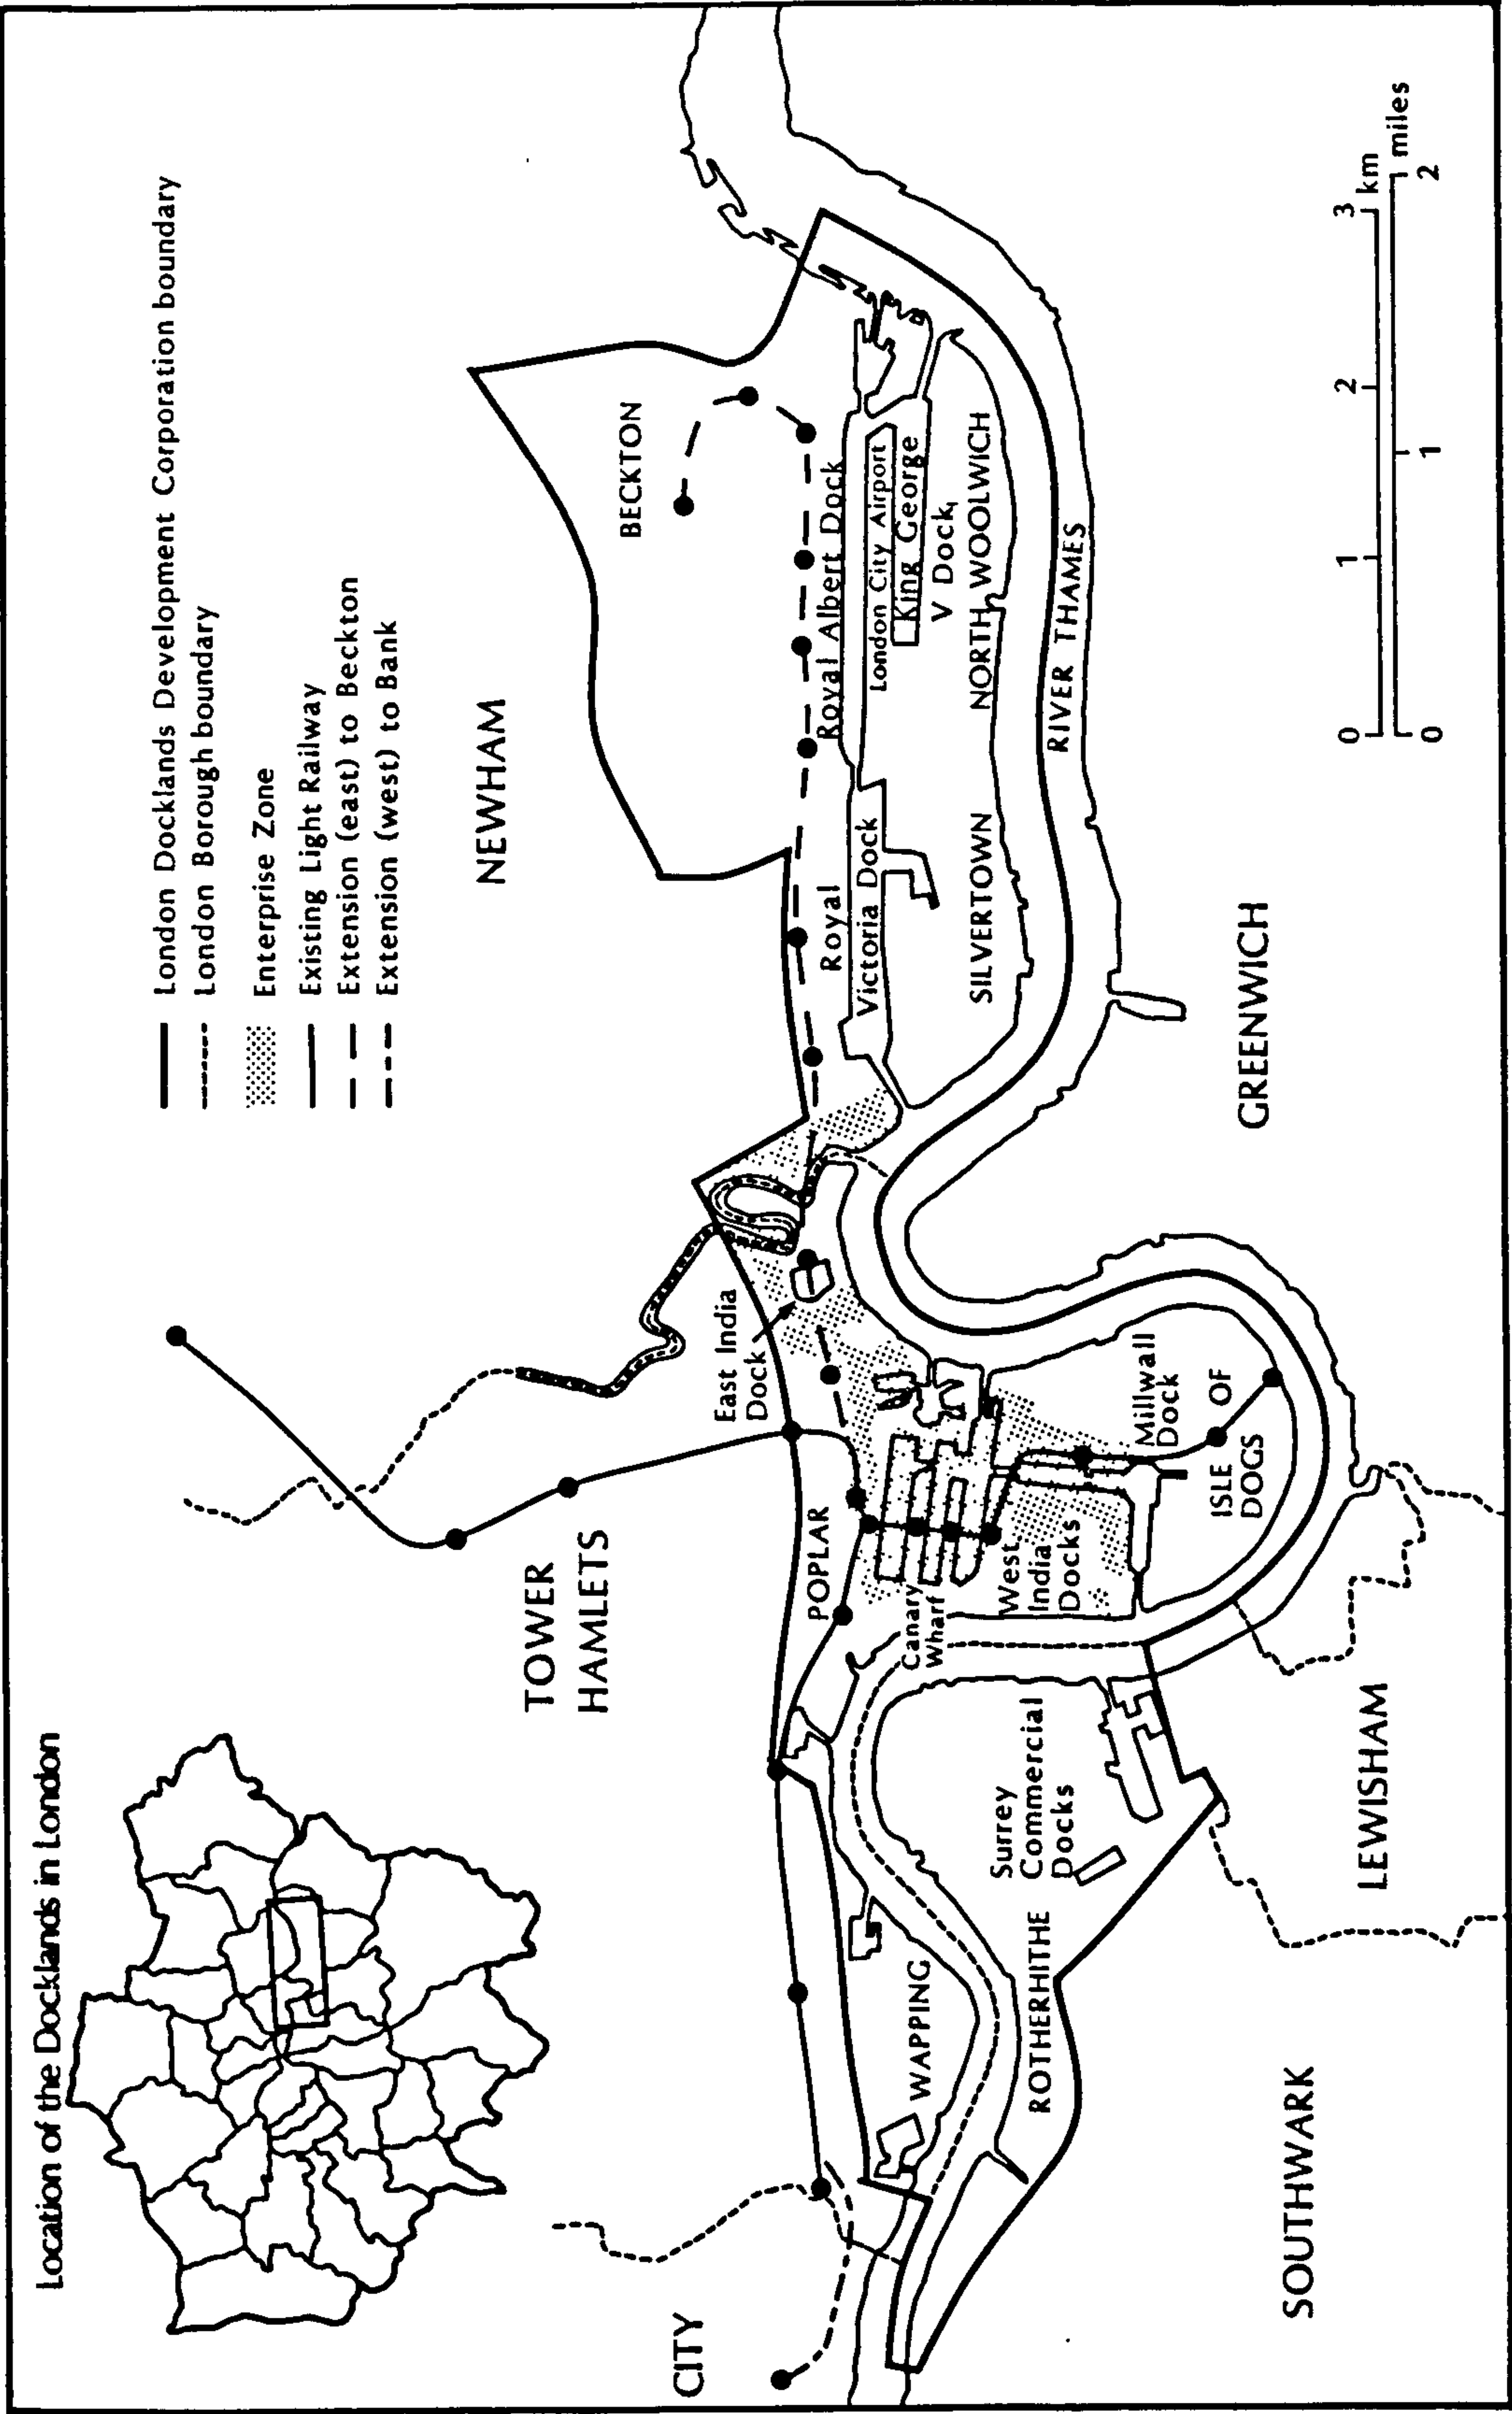 Location of the Docklands in London
London Docklands Development Corporation boundary
London Borough boundary
Enterprise Zone
Existing Light Railway
Extension (east) to Beckton
Extension (west) to Bank
NEWHAM
TOWER
HAMLETS
CITY
BECKTON
East India
Dock
POPLAR
Royal
Victoria Dock
Royal Albert Dock
London City Airport
King George
V Dock
NORTH WOOLWICH
SILVERTOWN
RIVER THAMES
Canary
Wharf
West
India
Docks
Millwall
Dock
ISLE OF
DOGS
WAPPING
ROTHERHITHE
Surrey
Commercial
Docks
SOUTHWARK
LEWISHAM
GREENWICH
0 1 2 3 km
0 1 2 miles